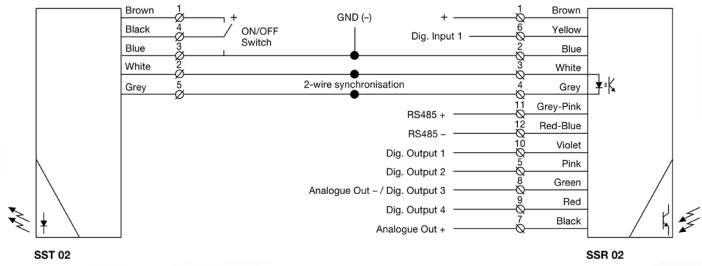 Brown 1 +
Black 4 ON/OFF Switch
Blue 3
White 2
Grey 5
GND (–)
2-wire synchronisation
+ 1 Brown
Dig. Input 1 6 Yellow
2 Blue
3 White
4 Grey
RS485 + 11 Grey-Pink
RS485 – 12 Red-Blue
Dig. Output 1 10 Violet
Dig. Output 2 5 Pink
Analogue Out – / Dig. Output 3 8 Green
Dig. Output 4 9 Red
Analogue Out + 7 Black
SST 02
SSR 02